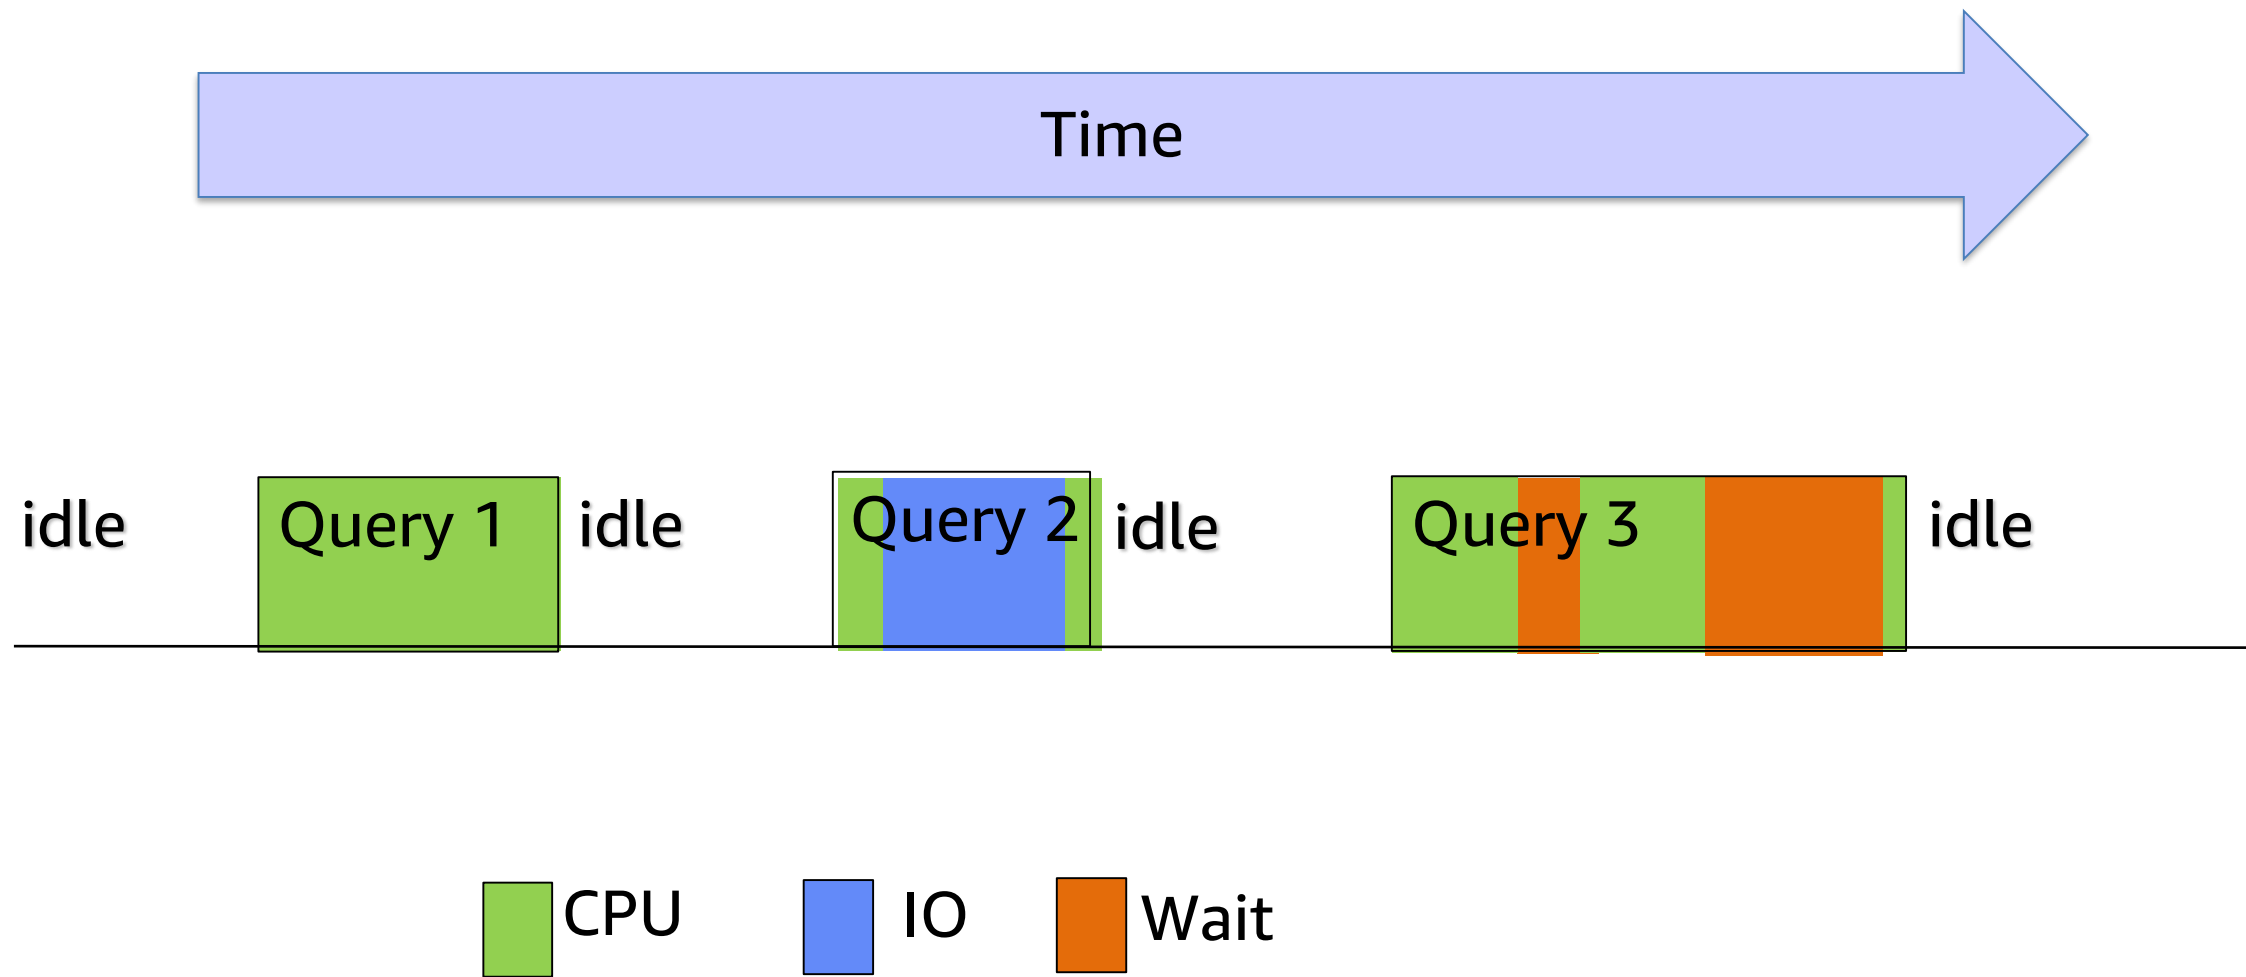 Time
idle
Query 1
idle
Query 2
idle
Query 3
idle
CPU
IO
Wait